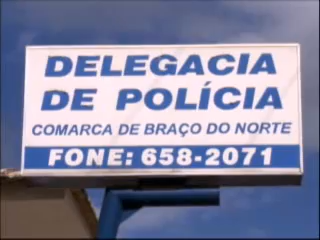 DELEGACIA
DE POLÍCIA
COMARCA DE BRAÇO DO NORTE
FONE: 658-2071